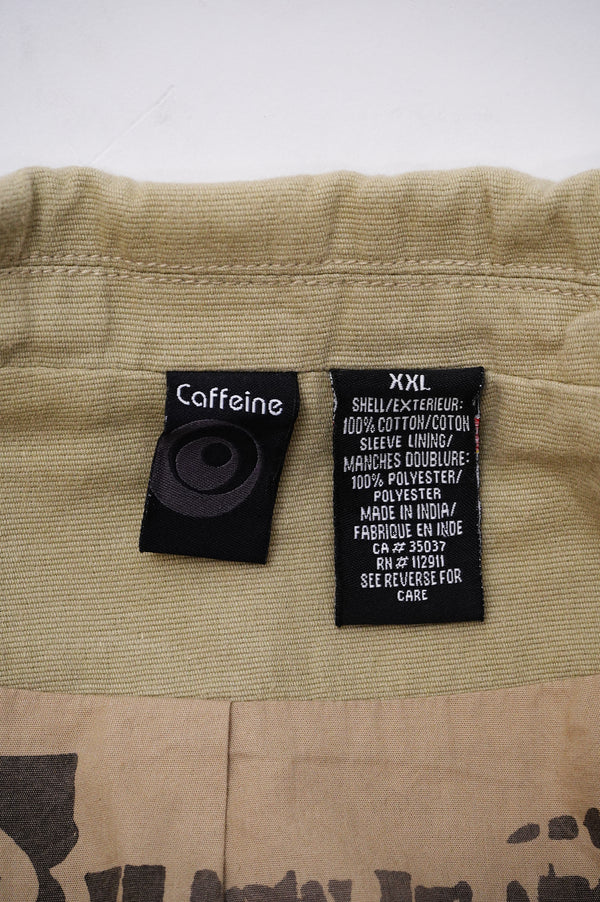 Caffeine
XXL
SHELL/EXTERIEUR:
100% COTTON/COTON
SLEEVE LINING/
MANCHES DOUBLURE:
100% POLYESTER/
POLYESTER
MADE IN INDIA/
FABRIQUE EN INDE
CA # 35037
RN # 112911
SEE REVERSE FOR
CARE